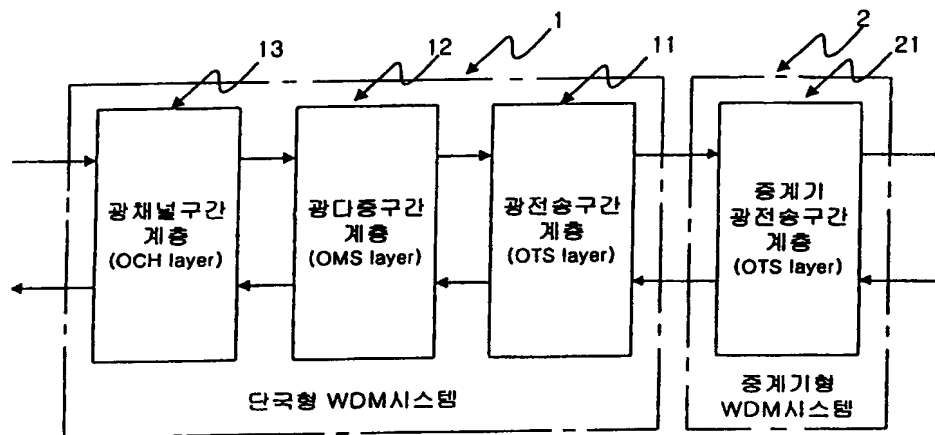 1
2
13
12
11
21
광채널구간
계층
(OCH layer)
광다중구간
계층
(OMS layer)
광전송구간
계층
(OTS layer)
중계기
광전송구간
계층
(OTS layer)
단국형 WDM시스템
중계기형
WDM시스템